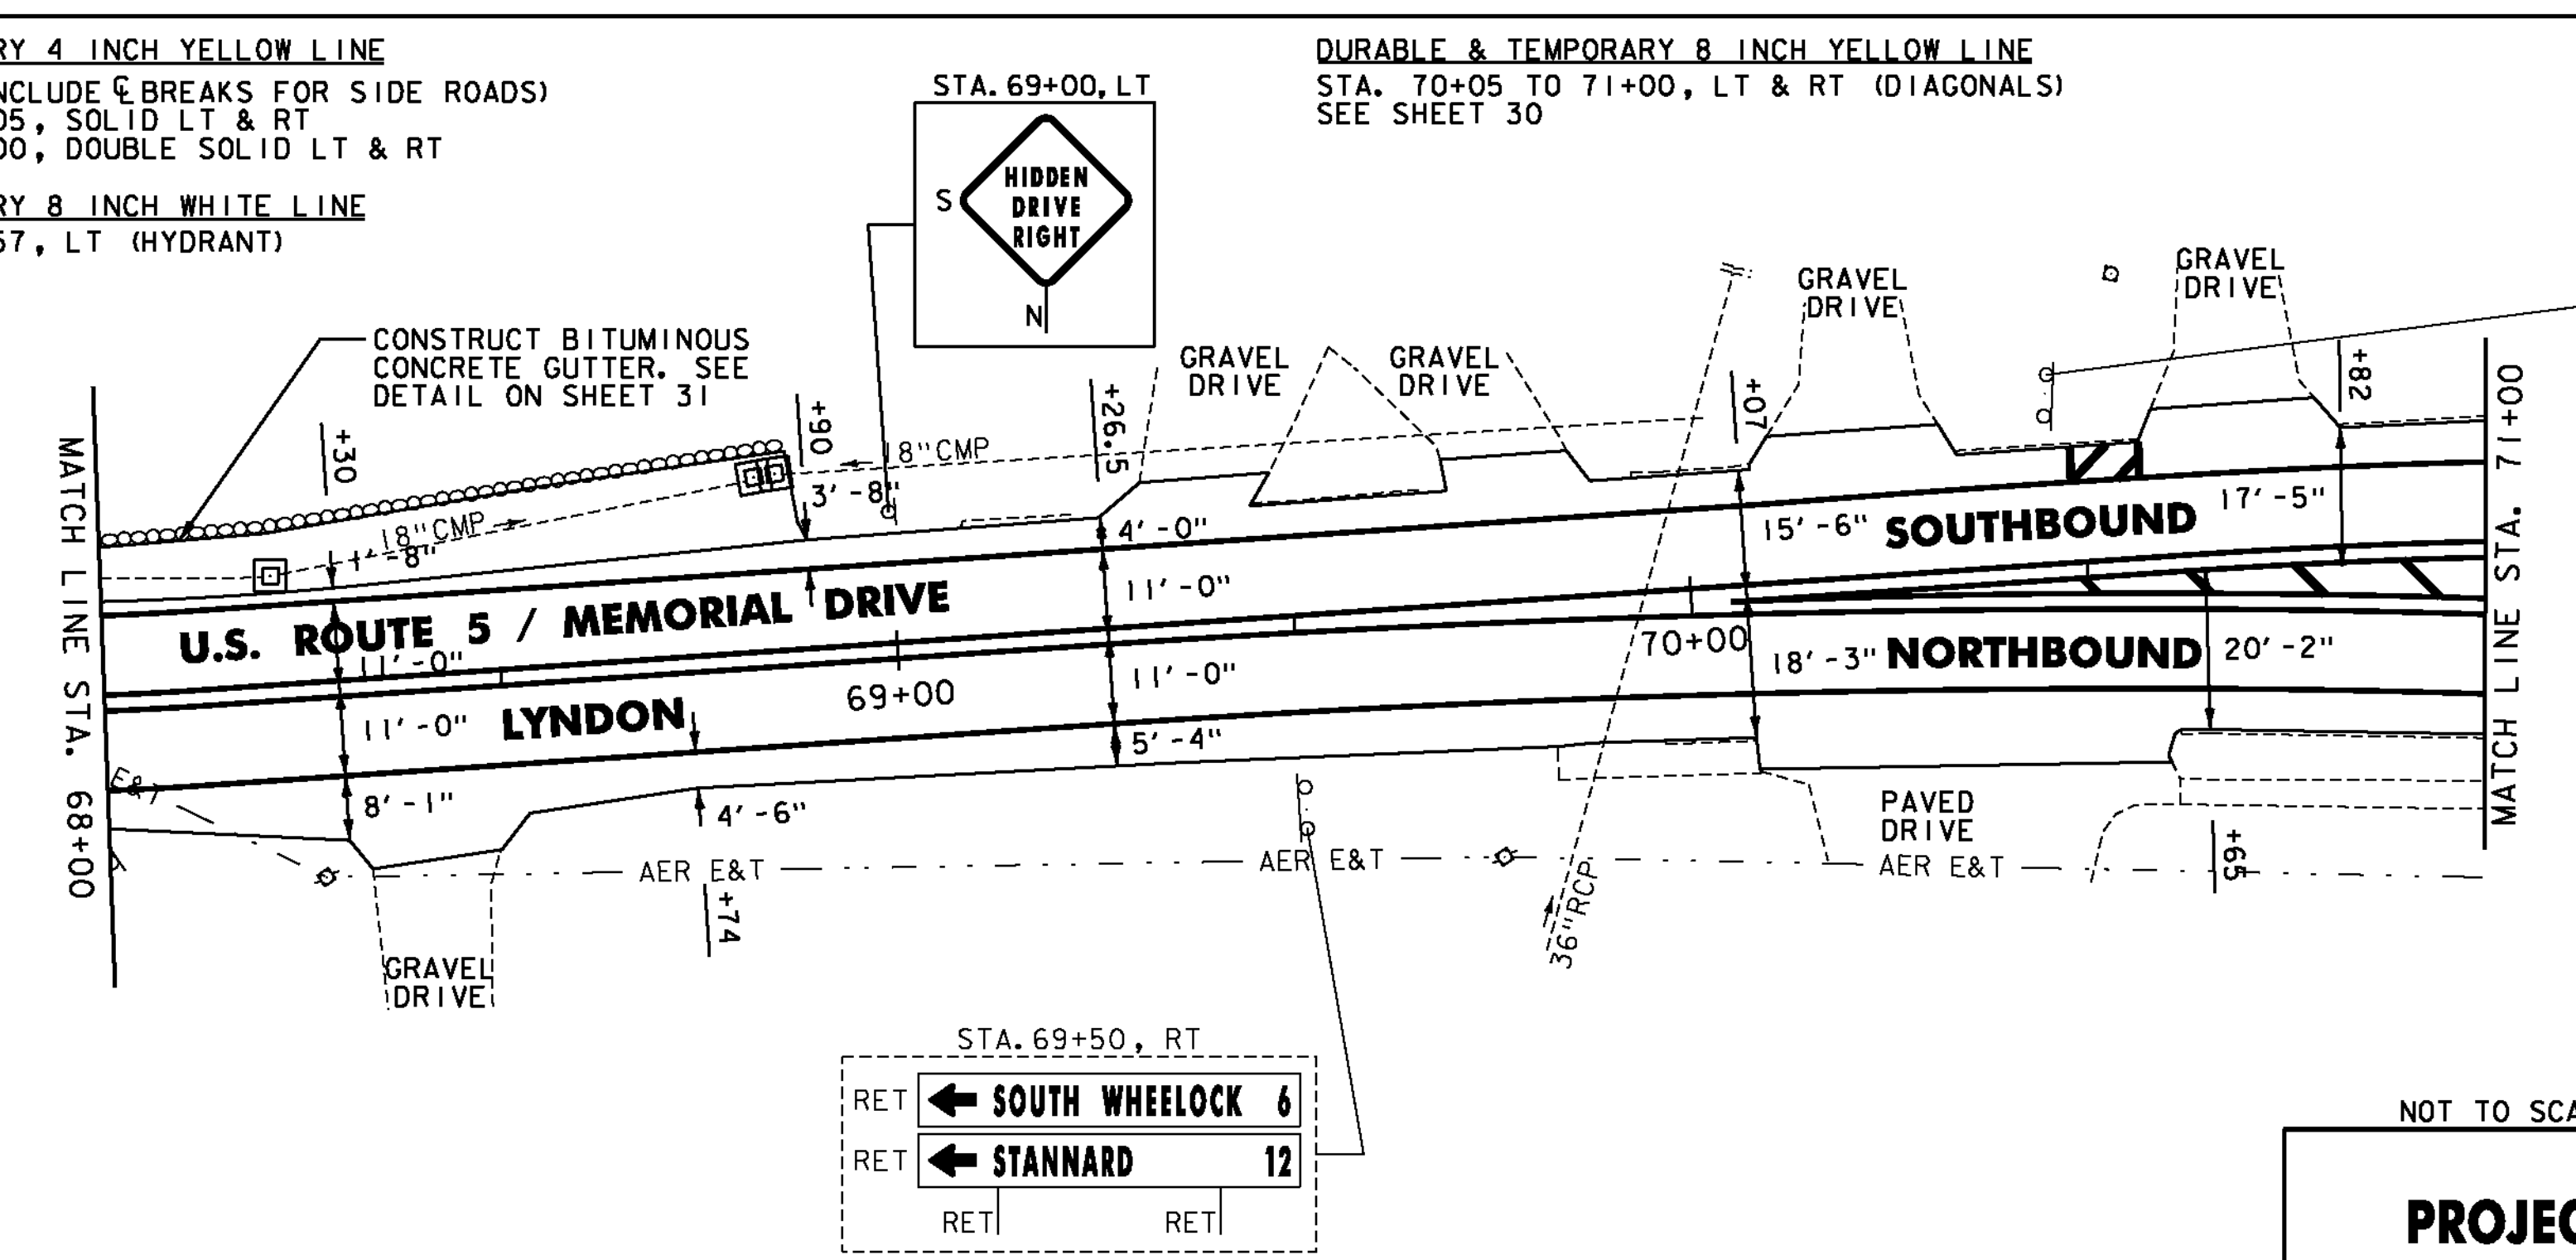 RY 4 INCH YELLOW LINE
NCLUDE ℄ BREAKS FOR SIDE ROADS)
05, SOLID LT & RT
00, DOUBLE SOLID LT & RT
RY 8 INCH WHITE LINE
57, LT (HYDRANT)
STA. 69+00, LT
HIDDEN
DRIVE
RIGHT
S
N
DURABLE & TEMPORARY 8 INCH YELLOW LINE
STA. 70+05 TO 71+00, LT & RT (DIAGONALS)
SEE SHEET 30
CONSTRUCT BITUMINOUS
CONCRETE GUTTER. SEE
DETAIL ON SHEET 31
GRAVEL
DRIVE
GRAVEL
DRIVE
GRAVEL
DRIVE
GRAVEL
DRIVE
MATCH LINE STA. 68+00
+30
+90
+26.5
+07
+82
MATCH LINE STA. 71+00
18"CMP
18"CMP
1'-8"
3'-8"
4'-0"
15'-6"
SOUTHBOUND
17'-5"
U.S. ROUTE 5 / MEMORIAL DRIVE
11'-0"
11'-0"
11'-0"
LYNDON
69+00
11'-0"
70+00
18'-3"
NORTHBOUND
20'-2"
8'-1"
4'-6"
5'-4"
E&T
AER E&T
AER E&T
AER E&T
PAVED
DRIVE
+74
+65
36"RCP
GRAVEL
DRIVE
STA. 69+50, RT
RET
SOUTH WHEELOCK 6
RET
STANNARD 12
RET
RET
NOT TO SCA
PROJEC